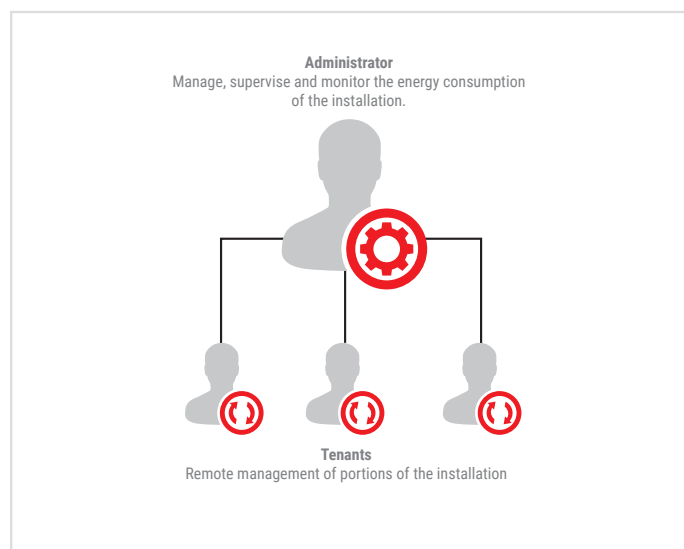 Administrator
Manage, supervise and monitor the energy consumption
of the installation.
Tenants
Remote management of portions of the installation